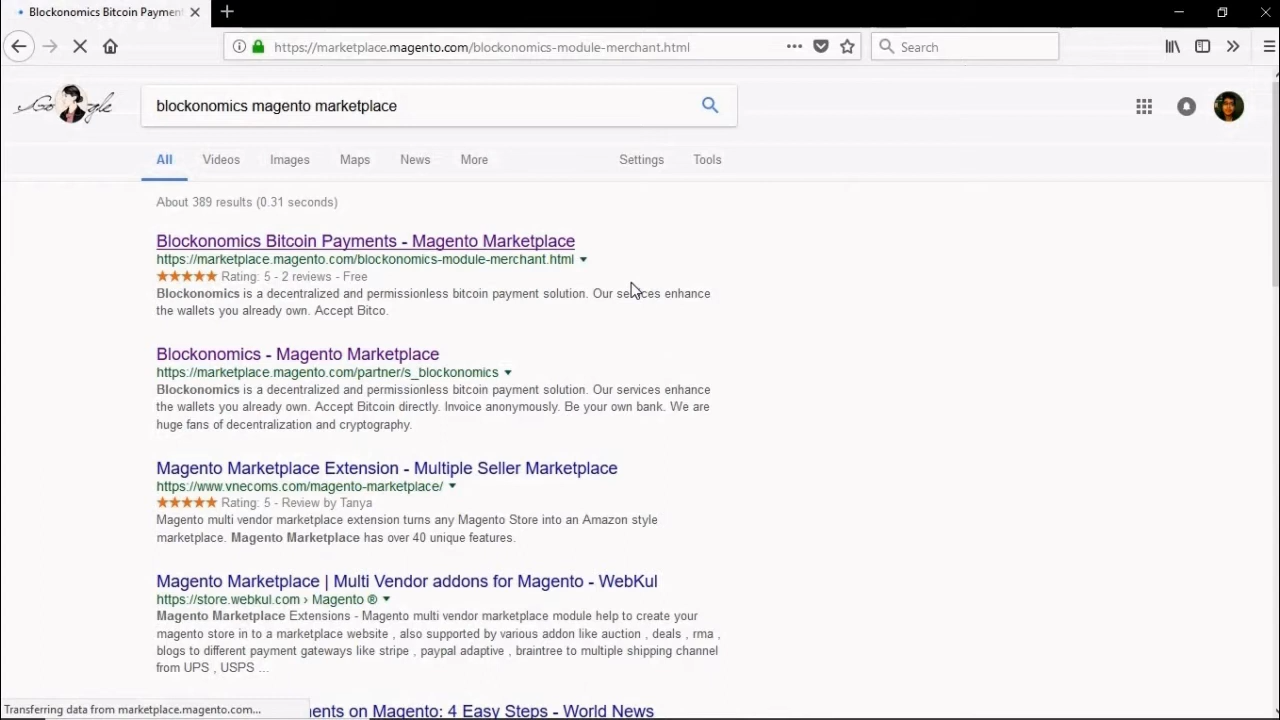 Blockonomics Bitcoin Payment
https://marketplace.magento.com/blockonomics-module-merchant.html
Search
Google
blockonomics magento marketplace
All Videos Images Maps News More Settings Tools
About 389 results (0.31 seconds)
Blockonomics Bitcoin Payments - Magento Marketplace
https://marketplace.magento.com/blockonomics-module-merchant.html
Rating: 5 - 2 reviews - Free
Blockonomics is a decentralized and permissionless bitcoin payment solution. Our services enhance
the wallets you already own. Accept Bitco.
Blockonomics - Magento Marketplace
https://marketplace.magento.com/partner/s_blockonomics
Blockonomics is a decentralized and permissionless bitcoin payment solution. Our services enhance
the wallets you already own. Accept Bitcoin directly. Invoice anonymously. Be your own bank. We are
huge fans of decentralization and cryptography.
Magento Marketplace Extension - Multiple Seller Marketplace
https://www.vnecoms.com/magento-marketplace/
Rating: 5 - Review by Tanya
Magento multi vendor marketplace extension turns any Magento Store into an Amazon style
marketplace. Magento Marketplace has over 40 unique features.
Magento Marketplace | Multi Vendor addons for Magento - WebKul
https://store.webkul.com › Magento ®
Magento Marketplace Extensions - Magento multi vendor marketplace module help to create your
magento store in to a marketplace website , also supported by various addon like auction , deals , rma ,
blogs to different payment gateways like stripe , paypal adaptive , braintree to multiple shipping channel
from UPS , USPS ...
Transferring data from marketplace.magento.com...
ents on Magento: 4 Easy Steps - World News